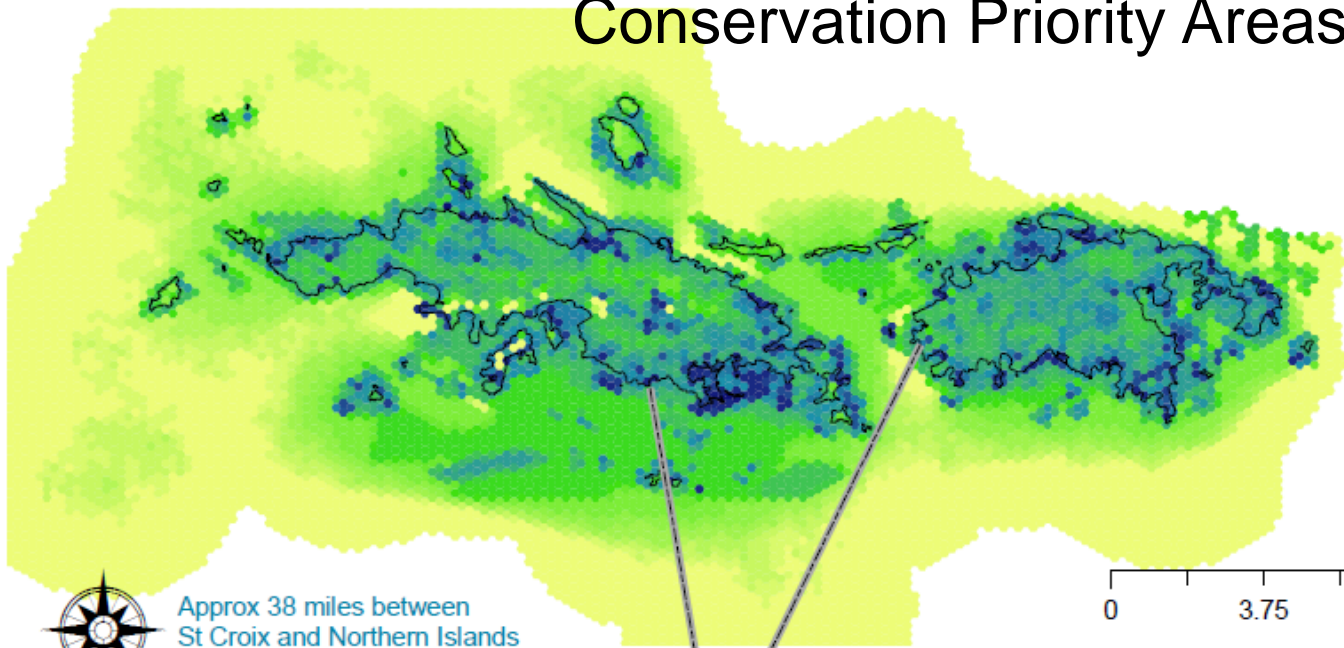 Conservation Priority Areas
Approx 38 miles between
St Croix and Northern Islands
0 3.75